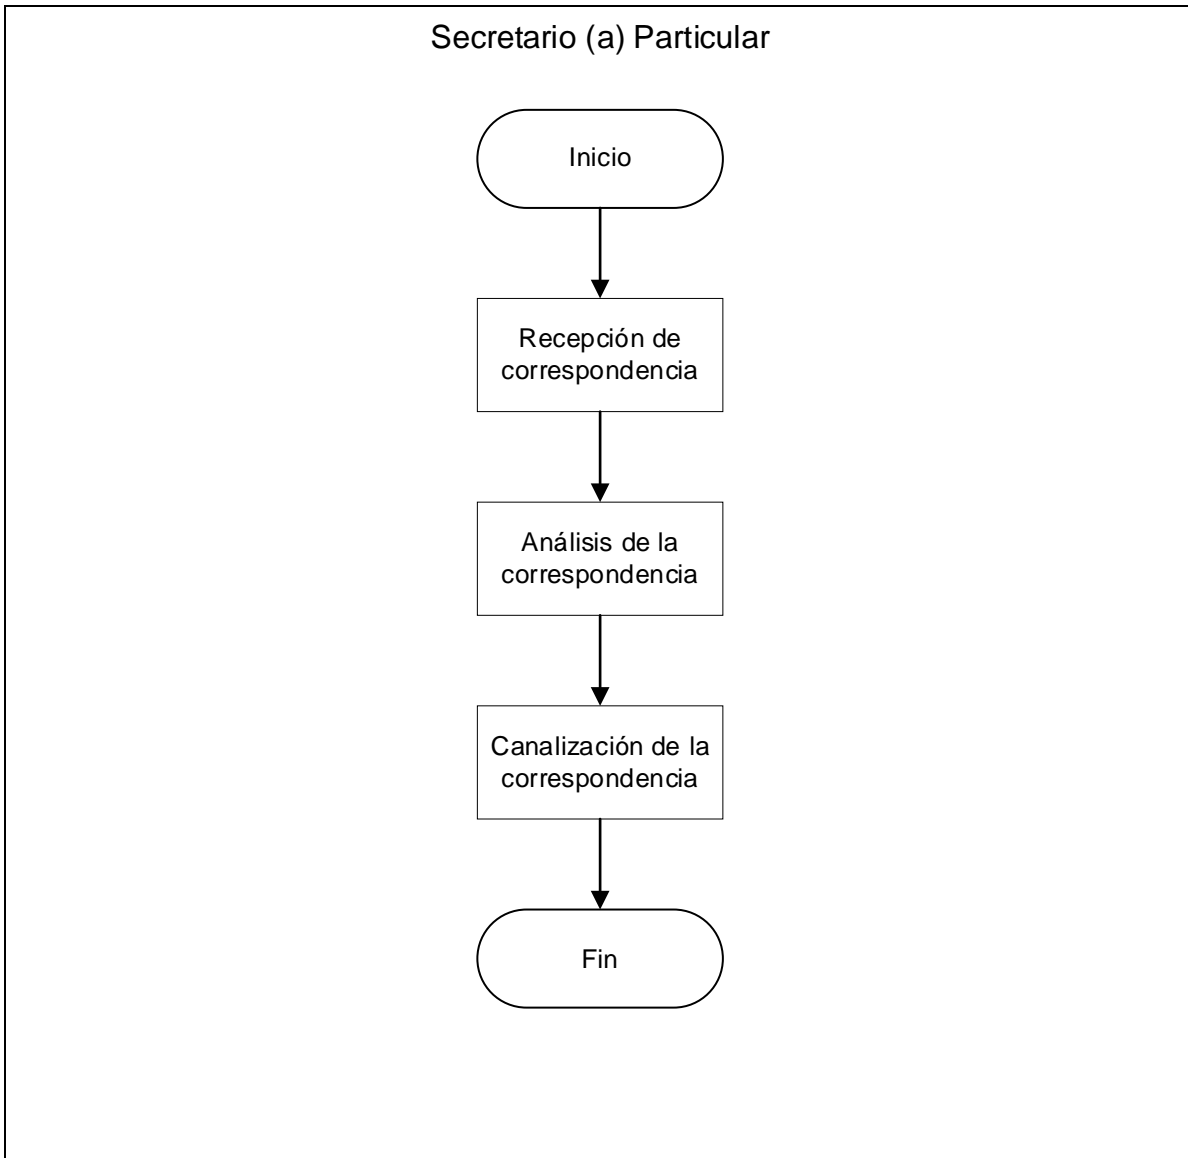 Secretario (a) Particular
Inicio
Recepción de
correspondencia
Análisis de la
correspondencia
Canalización de la
correspondencia
Fin